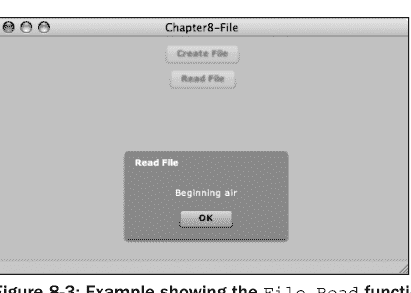 Chapter8-File
Create File
Read File
Read File
Beginning air
OK
Figure 8-3: Example showing the File Read functi